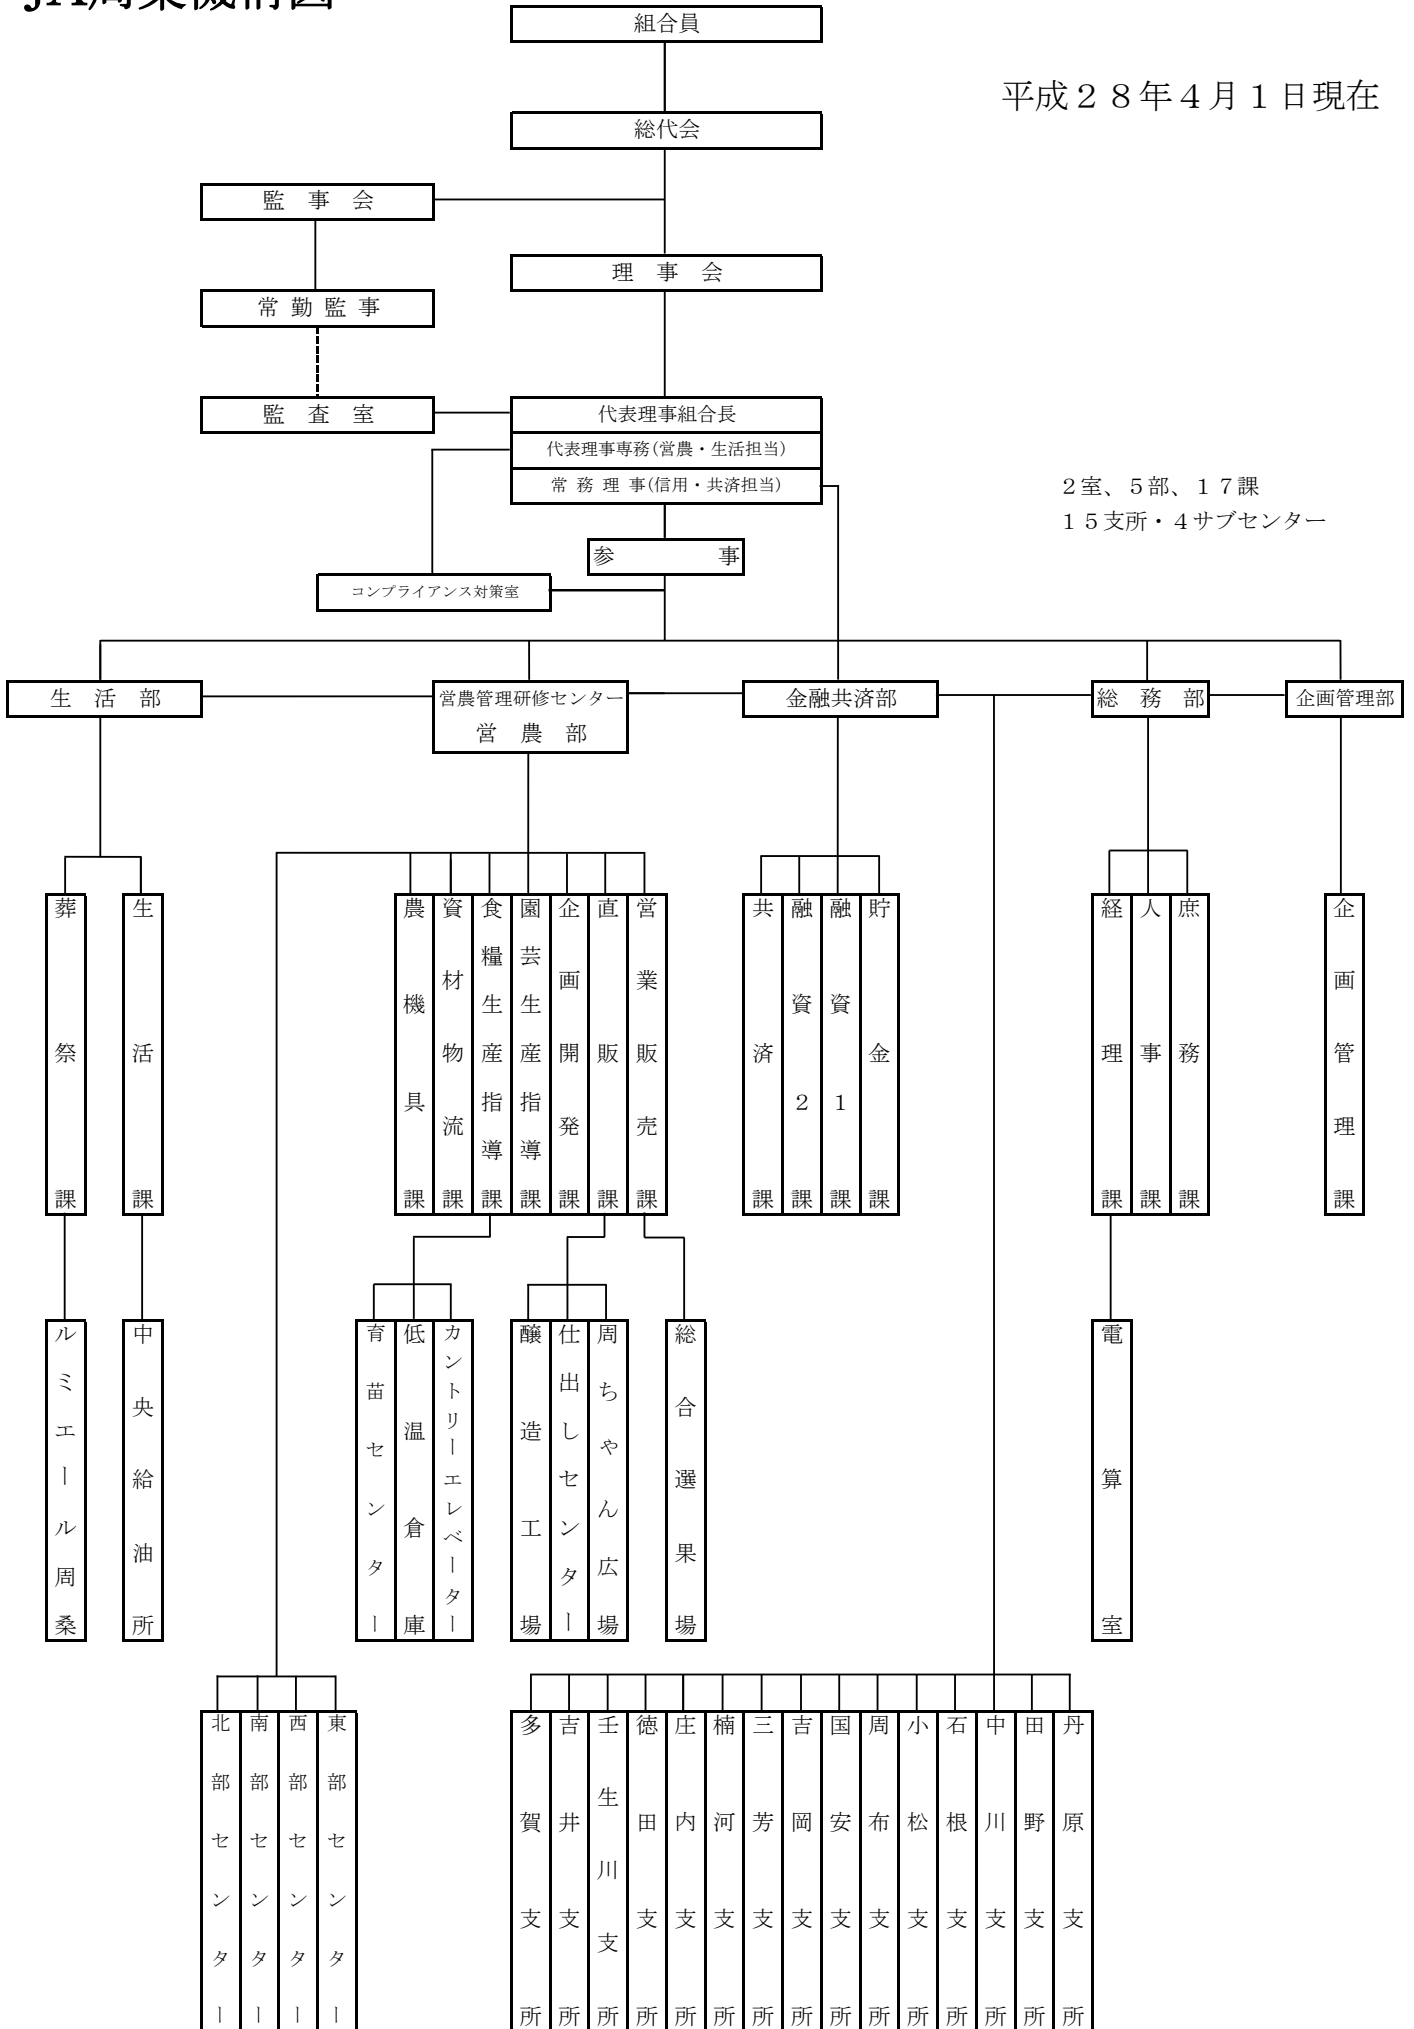 JA周桑機構図
組合員
平成２８年４月１日現在
総代会
監事会
理事会
常勤監事
監査室
代表理事組合長
代表理事専務(営農・生活担当)
常務理事(信用・共済担当)
２室、５部、１７課
１５支所・４サブセンター
参事
コンプライアンス対策室
生活部
営農管理研修センター
営農部
金融共済部
総務部
企画管理部
葬祭課
生活課
農機具課
資材物流課
食糧生産指導課
園芸生産指導課
企画開発課
直販課
営業販売課
共済課
融資２課
融資１課
貯金課
経理課
人事課
庶務課
企画管理課
ルミエール周桑
中央給油所
育苗センター
低温倉庫
カントリーエレベーター
醸造工場
仕出しセンター
周ちゃん広場
総合選果場
電算室
北部センター
南部センター
西部センター
東部センター
多賀支所
吉井支所
壬生川支所
徳田支所
庄内支所
楠河支所
三芳支所
吉岡支所
国安支所
周布支所
小松支所
石根支所
中川支所
田野支所
丹原支所